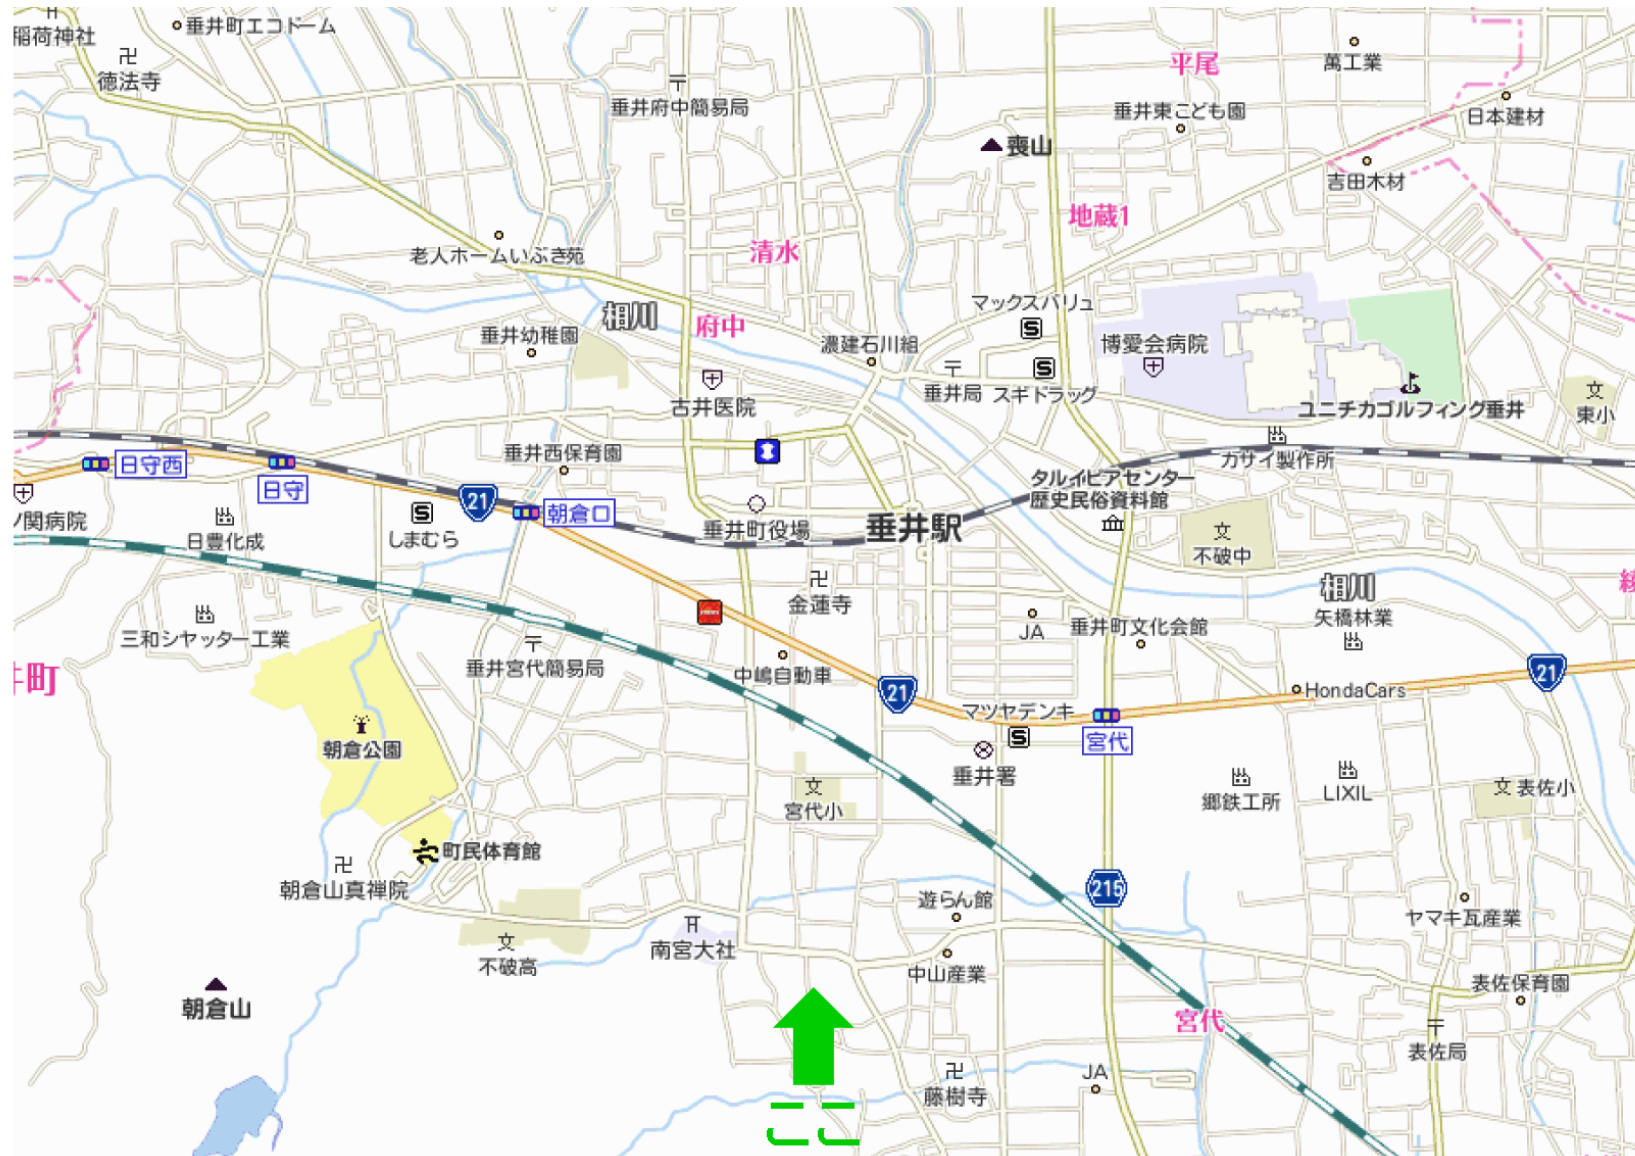 稲荷神社
垂井町エコドーム
徳法寺
平尾
萬工業
垂井府中簡易局
垂井東こども園
日本建材
喪山
吉田木材
地蔵1
老人ホームいぶき苑
清水
マックスバリュ
相川
府中
垂井幼稚園
濃建石川組
博愛会病院
垂井局
スギドラッグ
古井医院
ユニチカゴルフィング垂井
東小
垂井西保育園
日守西
日守
カサイ製作所
タルイピアセンター
歴史民俗資料館
21
朝倉口
ノ関病院
日豊化成
しまむら
垂井町役場
垂井駅
不破中
相川
綾
金蓮寺
三和シヤッター工業
JA
垂井町文化会館
矢橋林業
垂井宮代簡易局
中嶋自動車
井町
21
21
HondaCars
マツヤデンキ
宮代
朝倉公園
垂井署
宮代小
郷鉄工所
LIXIL
表佐小
町民体育館
朝倉山真禅院
遊らん館
215
ヤマキ瓦産業
南宮大社
不破高
中山産業
表佐保育園
朝倉山
宮代
表佐局
藤樹寺
JA
ここ